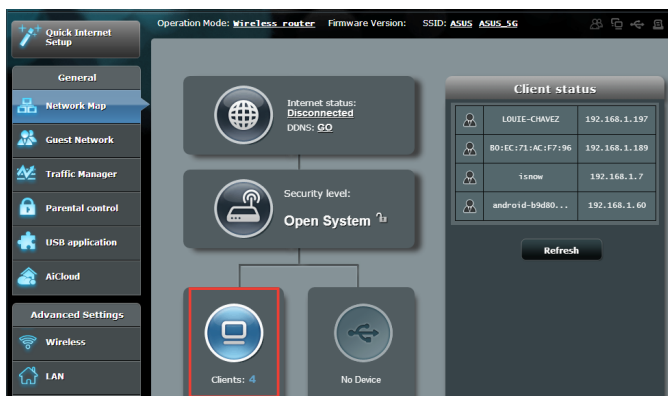 Quick Internet
Setup
Operation Mode: Wireless router Firmware Version: SSID: ASUS ASUS_5G
General
Network Map
Guest Network
Traffic Manager
Parental control
USB application
AiCloud
Advanced Settings
Wireless
LAN
Internet status:
Disconnected
DDNS: GO
Security level:
Open System
Clients: 4
No Device
Client status
LOUIE-CHAVEZ 192.168.1.197
80:EC:71:AC:F7:96 192.168.1.189
isnow 192.168.1.7
android-b9d80... 192.168.1.60
Refresh